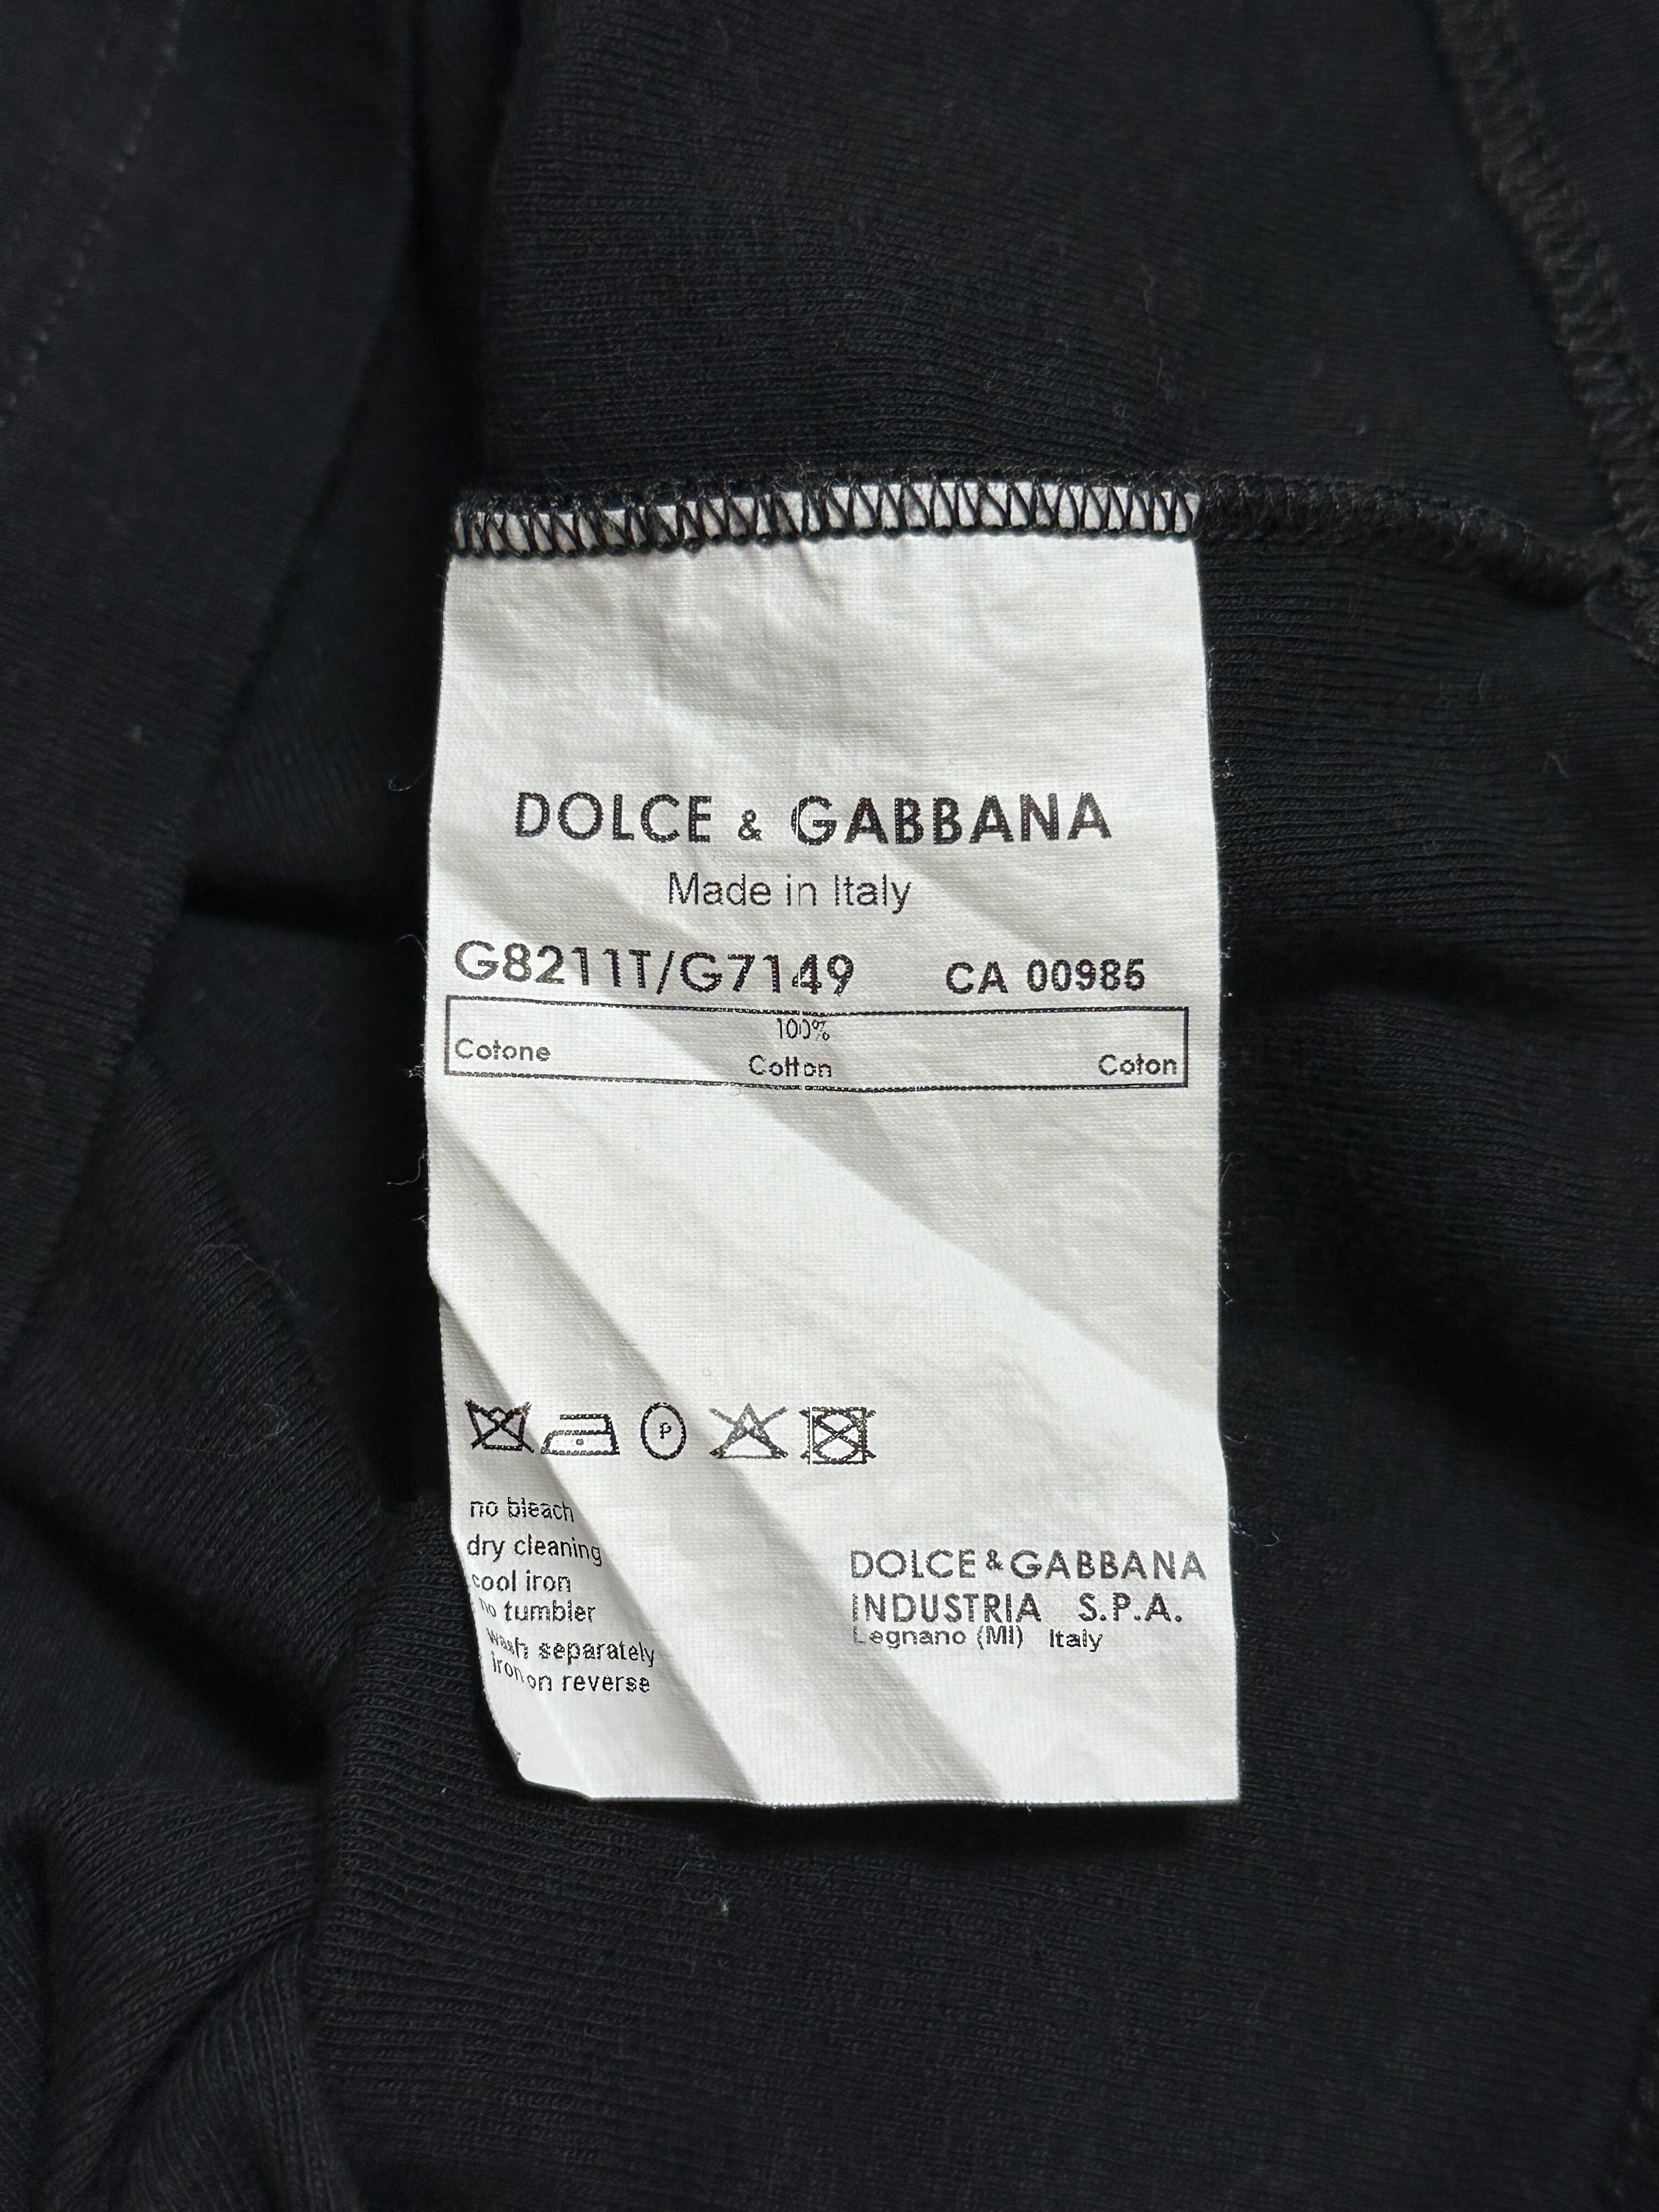 DOLCE & GABBANA
Made in Italy
G8211T/G7149 CA 00985
100%
Cotone Cotton Coton
P
no bleach
dry cleaning
cool iron
no tumbler
wash separately
iron on reverse
DOLCE & GABBANA
INDUSTRIA S.P.A.
Legnano (MI) Italy